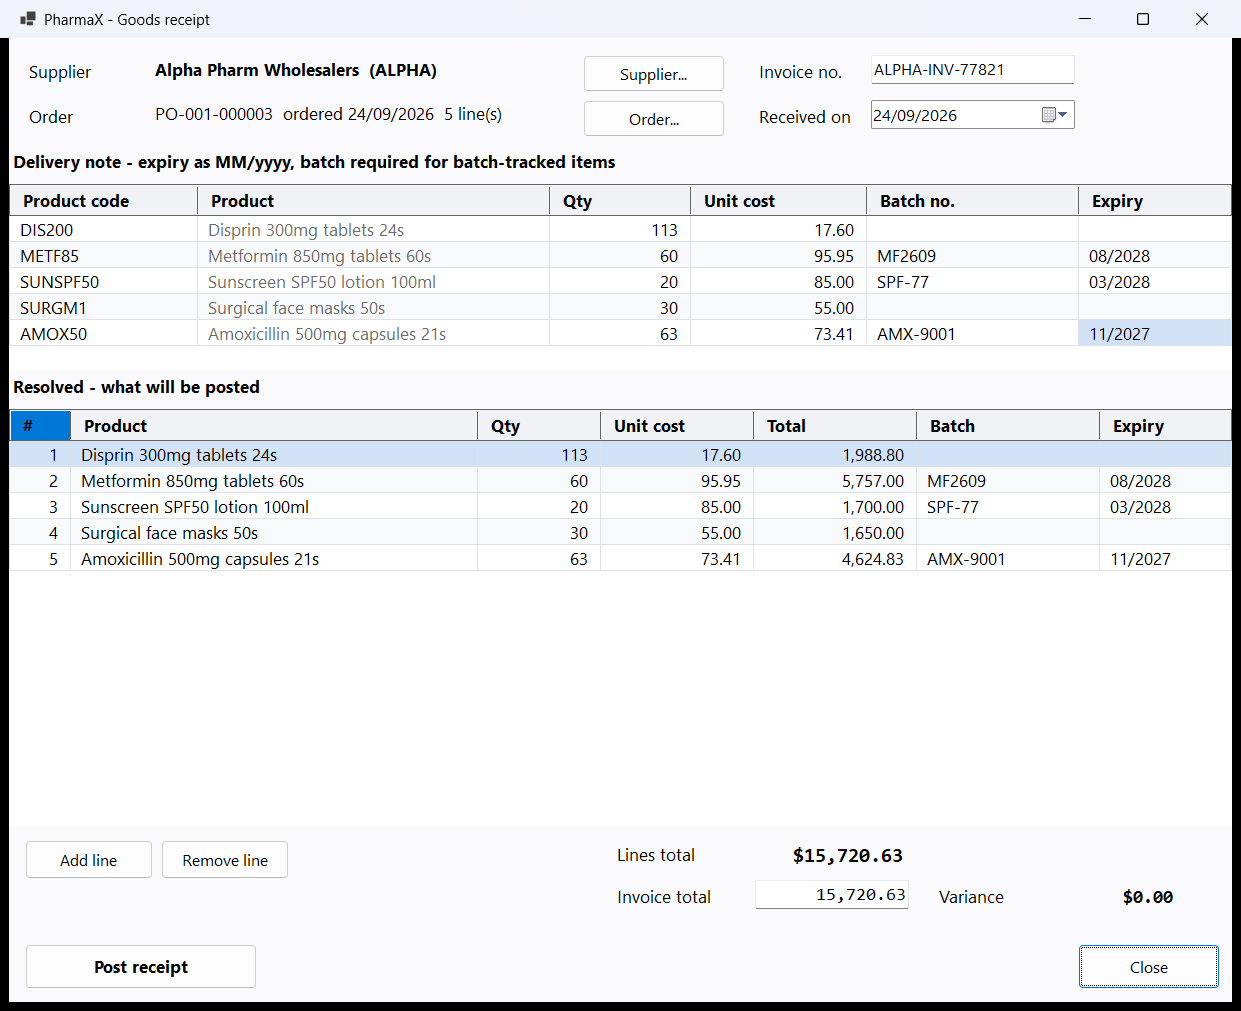 PharmaX - Goods receipt
Supplier Alpha Pharm Wholesalers (ALPHA) Supplier... Invoice no. ALPHA-INV-77821
Order PO-001-000003 ordered 24/09/2026 5 line(s) Order... Received on 24/09/2026
Delivery note - expiry as MM/yyyy, batch required for batch-tracked items
Product code Product Qty Unit cost Batch no. Expiry
DIS200 Disprin 300mg tablets 24s 113 17.60
METF85 Metformin 850mg tablets 60s 60 95.95 MF2609 08/2028
SUNSPF50 Sunscreen SPF50 lotion 100ml 20 85.00 SPF-77 03/2028
SURGM1 Surgical face masks 50s 30 55.00
AMOX50 Amoxicillin 500mg capsules 21s 63 73.41 AMX-9001 11/2027
Resolved - what will be posted
# Product Qty Unit cost Total Batch Expiry
1 Disprin 300mg tablets 24s 113 17.60 1,988.80
2 Metformin 850mg tablets 60s 60 95.95 5,757.00 MF2609 08/2028
3 Sunscreen SPF50 lotion 100ml 20 85.00 1,700.00 SPF-77 03/2028
4 Surgical face masks 50s 30 55.00 1,650.00
5 Amoxicillin 500mg capsules 21s 63 73.41 4,624.83 AMX-9001 11/2027
Add line Remove line Lines total $15,720.63
Invoice total 15,720.63 Variance $0.00
Post receipt Close